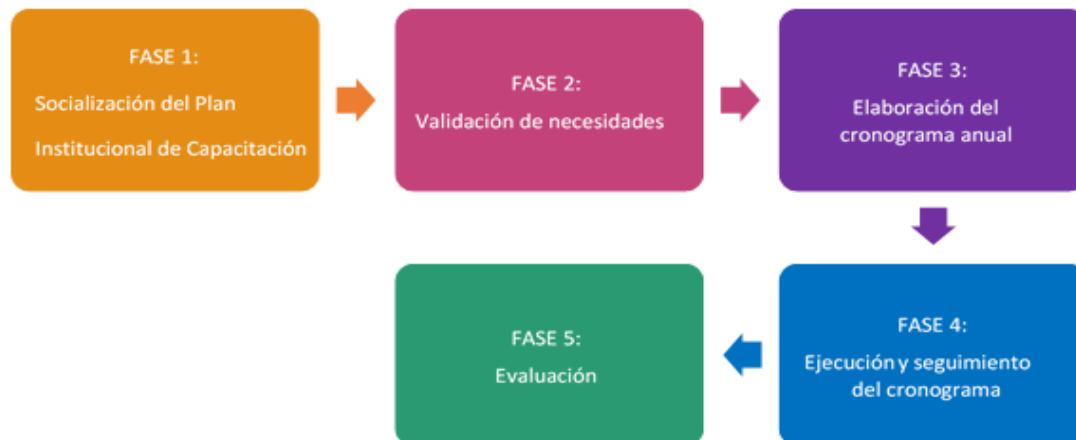 FASE 1:
Socialización del Plan
Institucional de Capacitación
FASE 2:
Validación de necesidades
FASE 3:
Elaboración del
cronograma anual
FASE 4:
Ejecución y seguimiento
del cronograma
FASE 5:
Evaluación